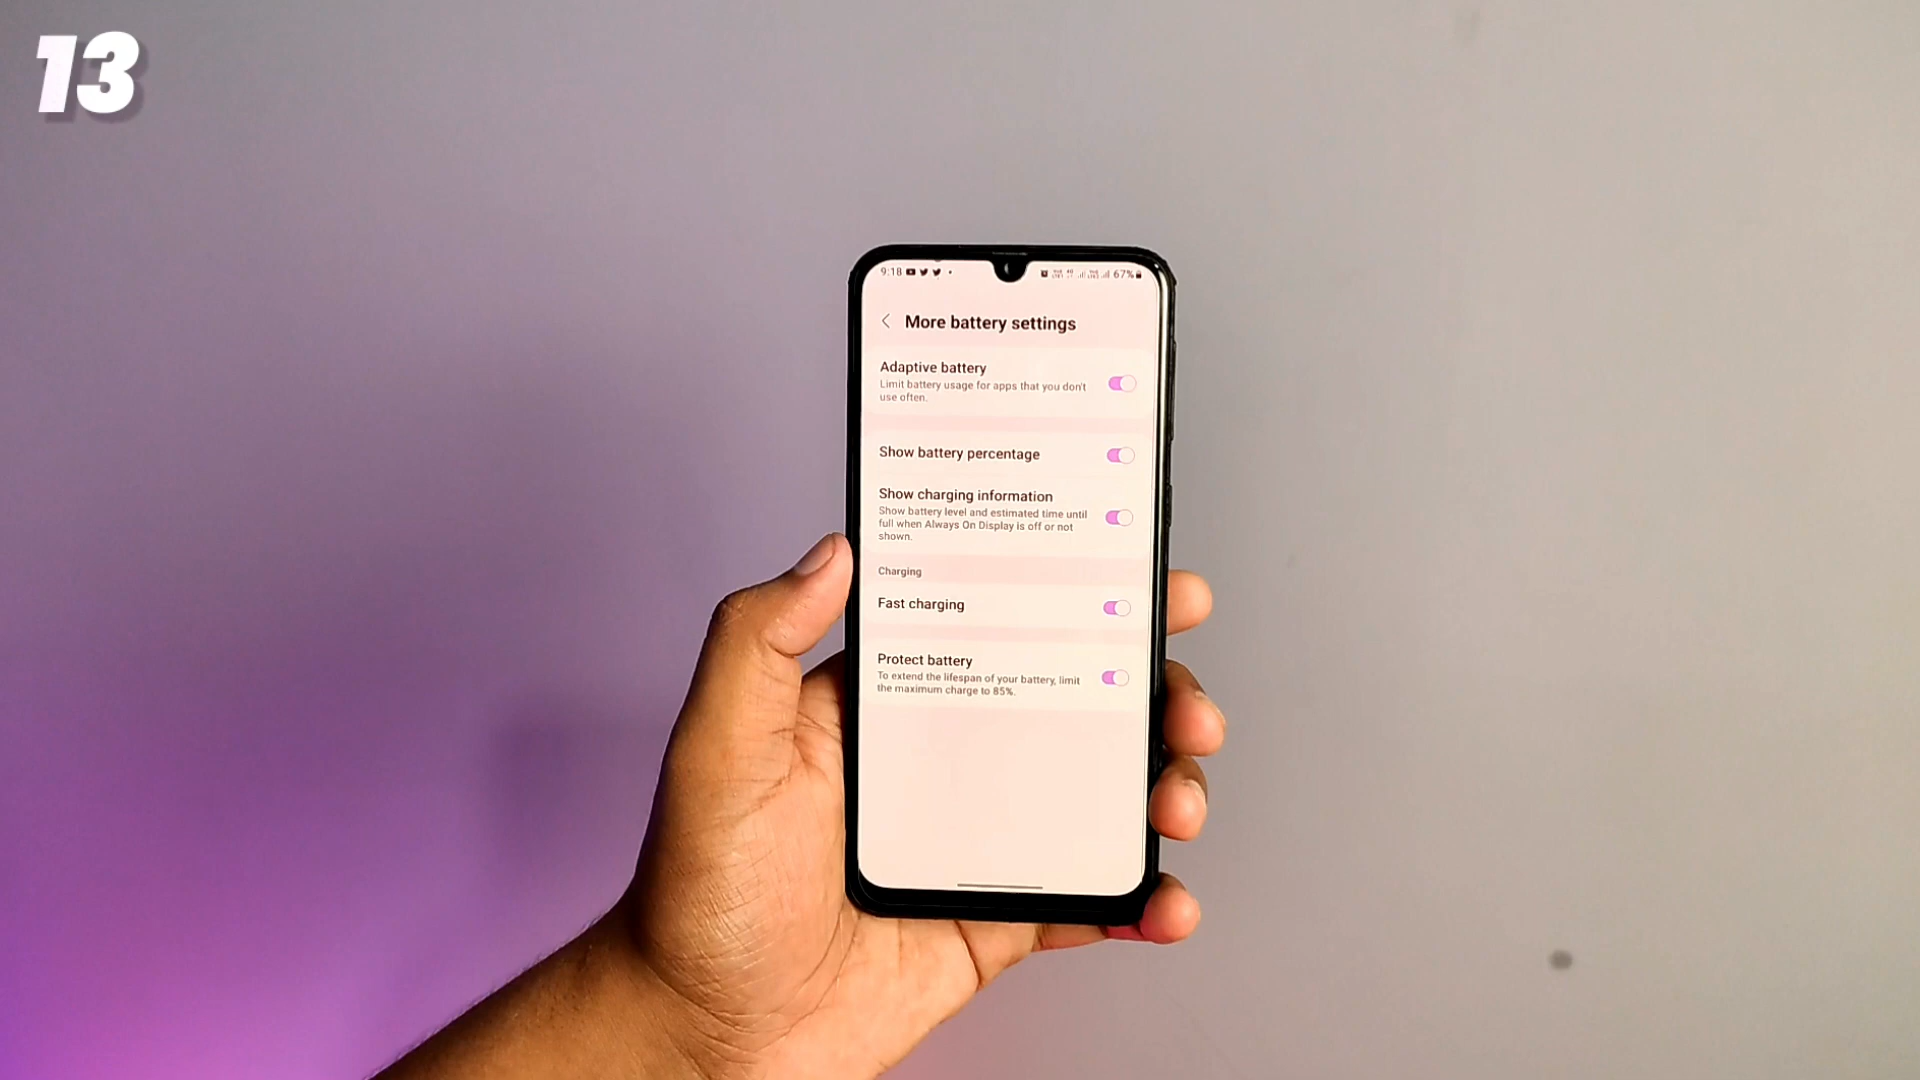 13
9:18
67%
More battery settings
Adaptive battery
Limit battery usage for apps that you don't
use often.
Show battery percentage
Show charging information
Show battery level and estimated time until
full when Always On Display is off or not
shown.
Charging
Fast charging
Protect battery
To extend the lifespan of your battery, limit
the maximum charge to 85%.